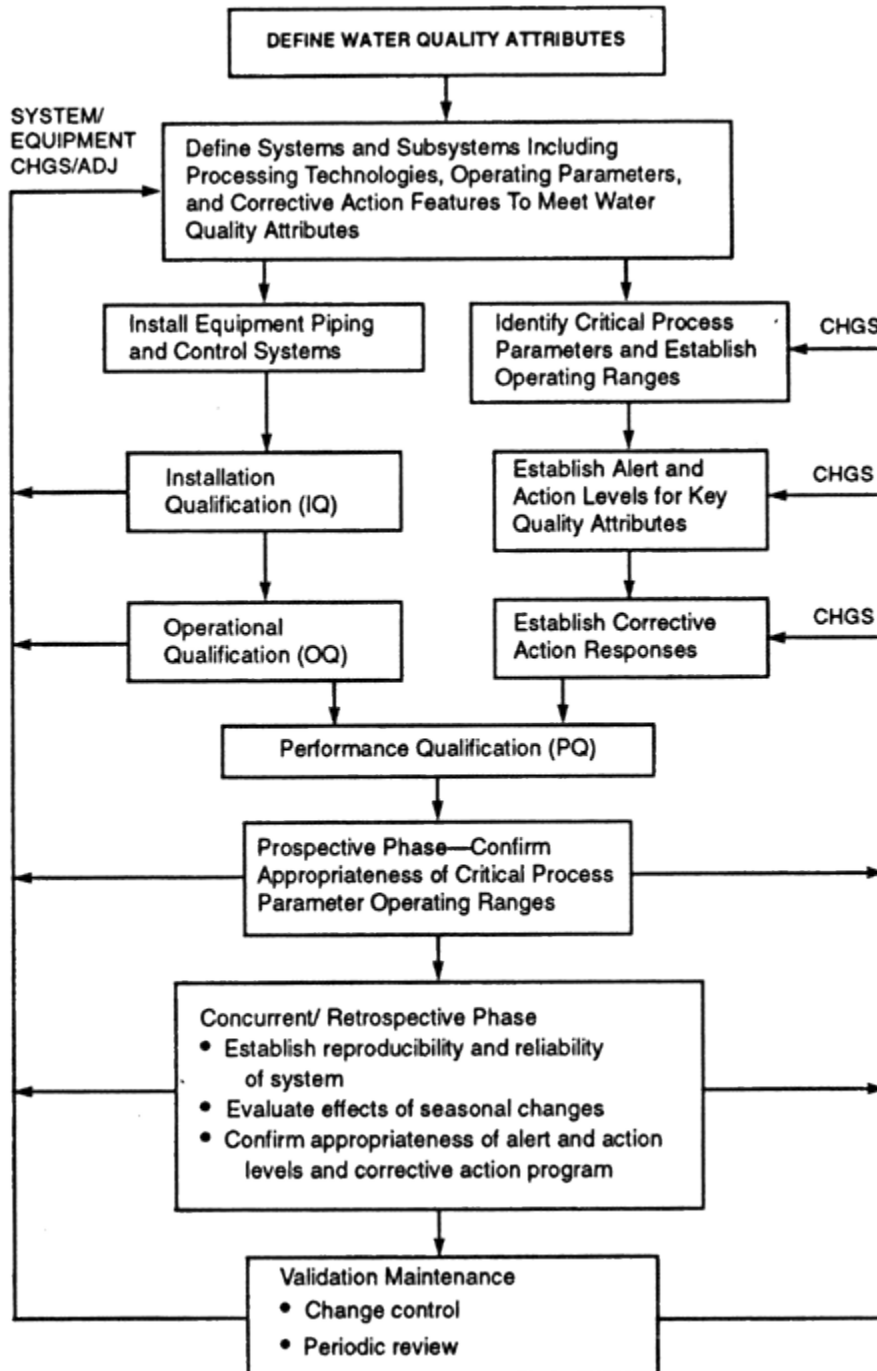 DEFINE WATER QUALITY ATTRIBUTES
SYSTEM/
EQUIPMENT
CHGS/ADJ
Define Systems and Subsystems Including
Processing Technologies, Operating Parameters,
and Corrective Action Features To Meet Water
Quality Attributes
Install Equipment Piping
and Control Systems
Identify Critical Process
Parameters and Establish
Operating Ranges
CHGS
Installation
Qualification (IQ)
Establish Alert and
Action Levels for Key
Quality Attributes
CHGS
Operational
Qualification (OQ)
Establish Corrective
Action Responses
CHGS
Performance Qualification (PQ)
Prospective Phase—Confirm
Appropriateness of Critical Process
Parameter Operating Ranges
Concurrent/ Retrospective Phase
• Establish reproducibility and reliability
of system
• Evaluate effects of seasonal changes
• Confirm appropriateness of alert and action
levels and corrective action program
Validation Maintenance
• Change control
• Periodic review